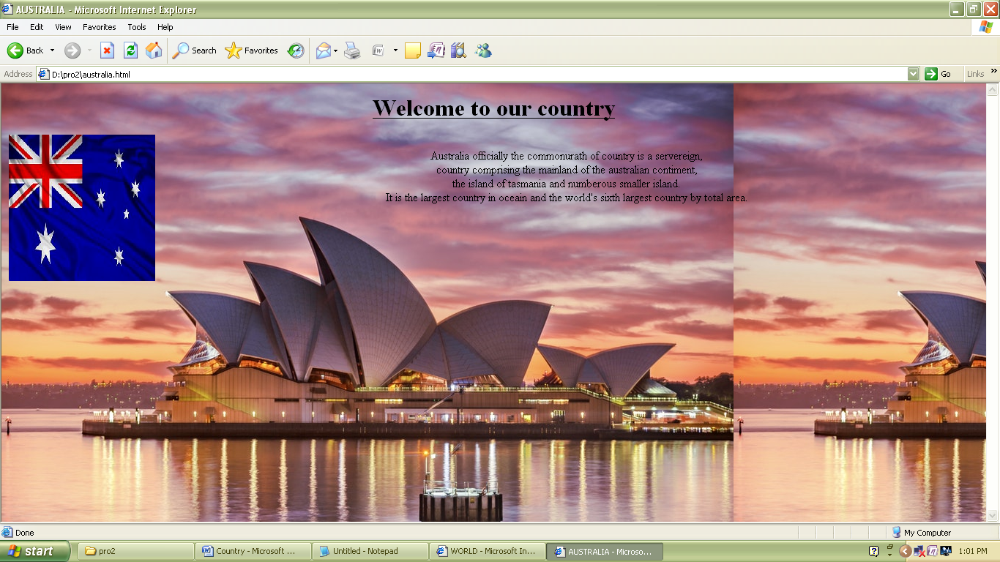 AUSTRALIA - Microsoft Internet Explorer
File Edit View Favorites Tools Help
Back Search Favorites
Address D:\pro2\australia.html Go Links »
Welcome to our country
Australia officially the commonurath of country is a servereign,
country comprising the mainland of the australian contiment,
the island of tasmania and numberous smaller island.
It is the largest country in oceain and the world's sixth largest country by total area.
Done My Computer
start pro2 Country - Microsoft ... Untitled - Notepad WORLD - Microsoft In... AUSTRALIA - Microso... 1:01 PM